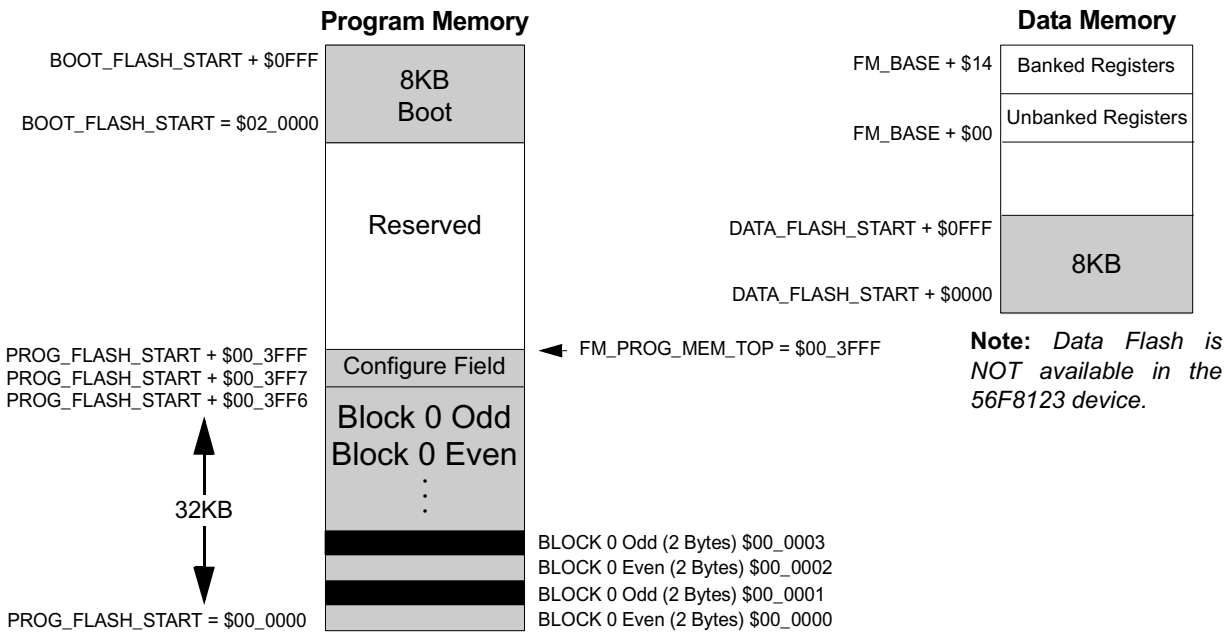 Program Memory
BOOT_FLASH_START + $0FFF
8KB
Boot
BOOT_FLASH_START = $02_0000
Reserved
PROG_FLASH_START + $00_3FFF
PROG_FLASH_START + $00_3FF7
PROG_FLASH_START + $00_3FF6
Configure Field
FM_PROG_MEM_TOP = $00_3FFF
Block 0 Odd
Block 0 Even
32KB
BLOCK 0 Odd (2 Bytes) $00_0003
BLOCK 0 Even (2 Bytes) $00_0002
BLOCK 0 Odd (2 Bytes) $00_0001
BLOCK 0 Even (2 Bytes) $00_0000
PROG_FLASH_START = $00_0000
Data Memory
FM_BASE + $14
Banked Registers
Unbanked Registers
FM_BASE + $00
DATA_FLASH_START + $0FFF
8KB
DATA_FLASH_START + $0000
Note: Data Flash is
NOT available in the
56F8123 device.